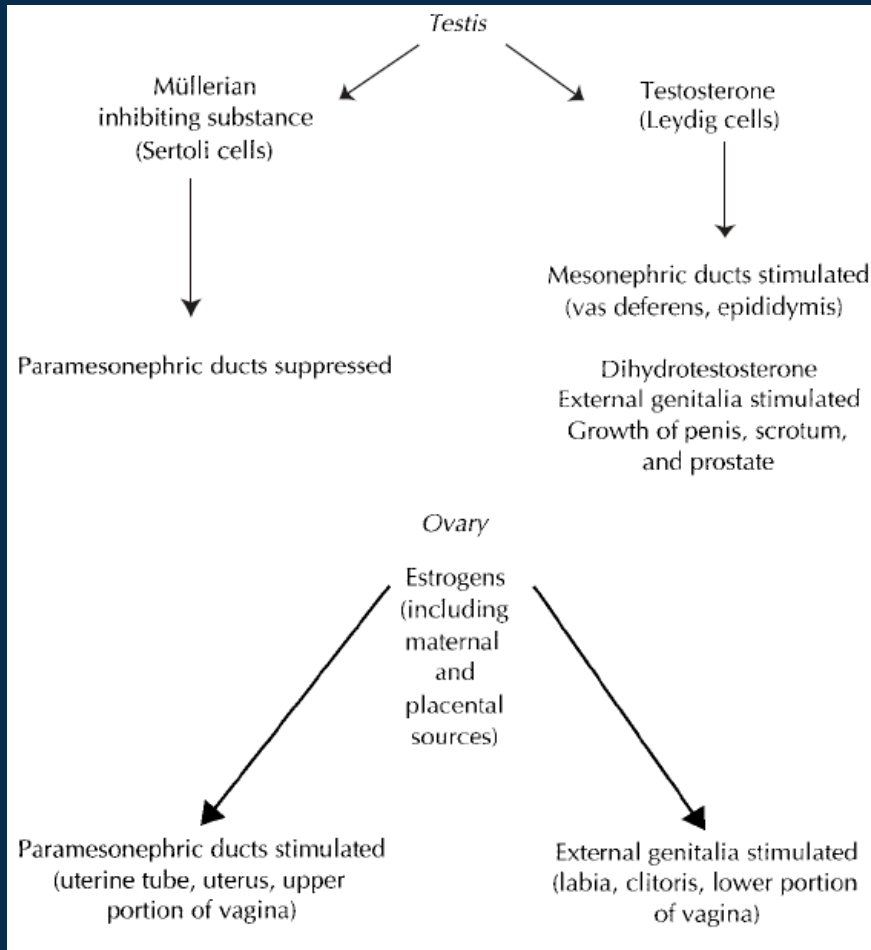 Testis
Müllerian
inhibiting substance
(Sertoli cells)
Testosterone
(Leydig cells)
Mesonephric ducts stimulated
(vas deferens, epididymis)
Paramesonephric ducts suppressed
Dihydrotestosterone
External genitalia stimulated
Growth of penis, scrotum,
and prostate
Ovary
Estrogens
(including
maternal
and
placental
sources)
Paramesonephric ducts stimulated
(uterine tube, uterus, upper
portion of vagina)
External genitalia stimulated
(labia, clitoris, lower portion
of vagina)